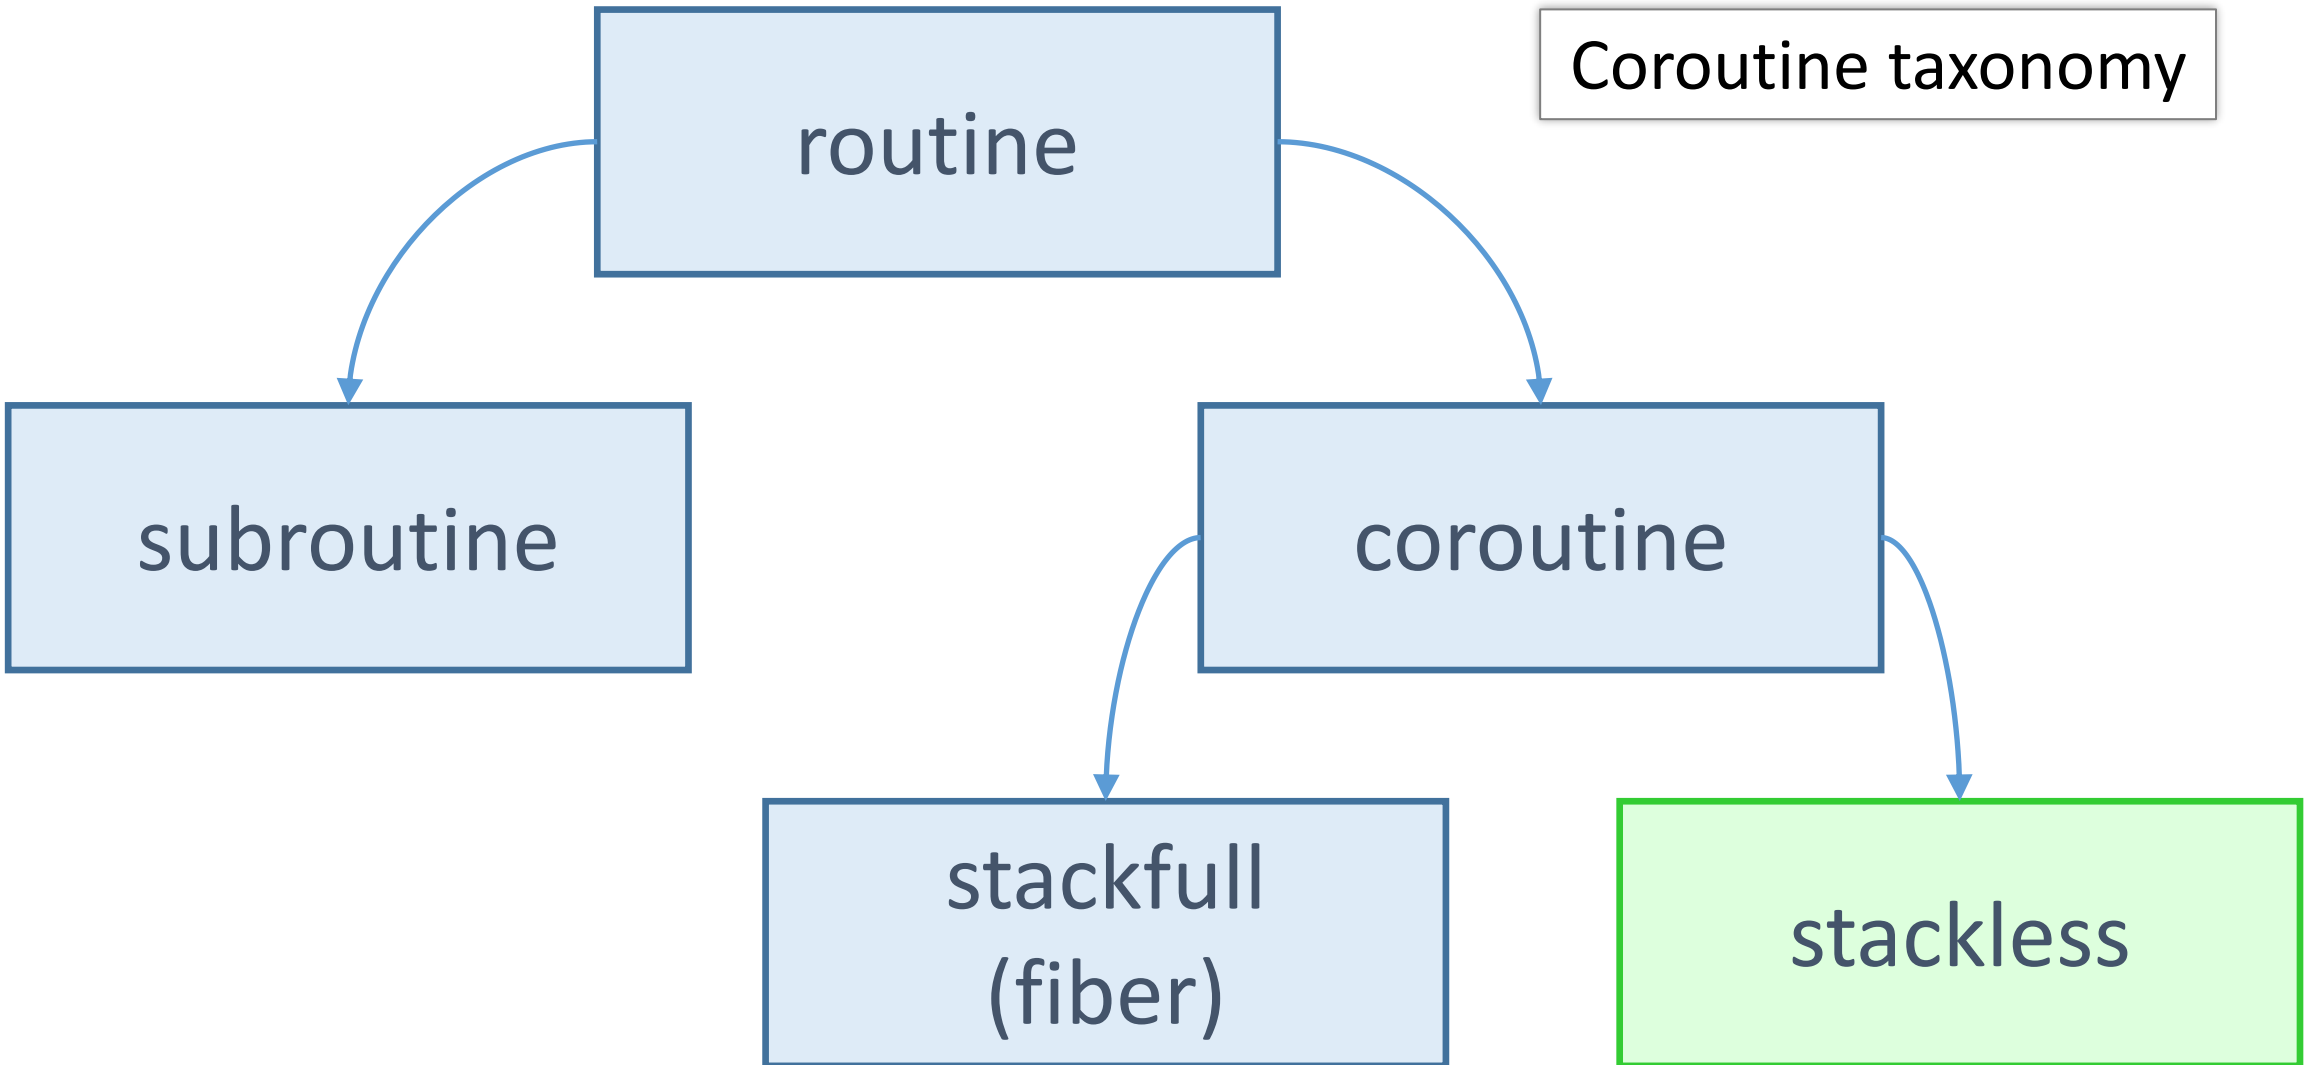 routine
Coroutine taxonomy
subroutine
coroutine
stackfull
(fiber)
stackless